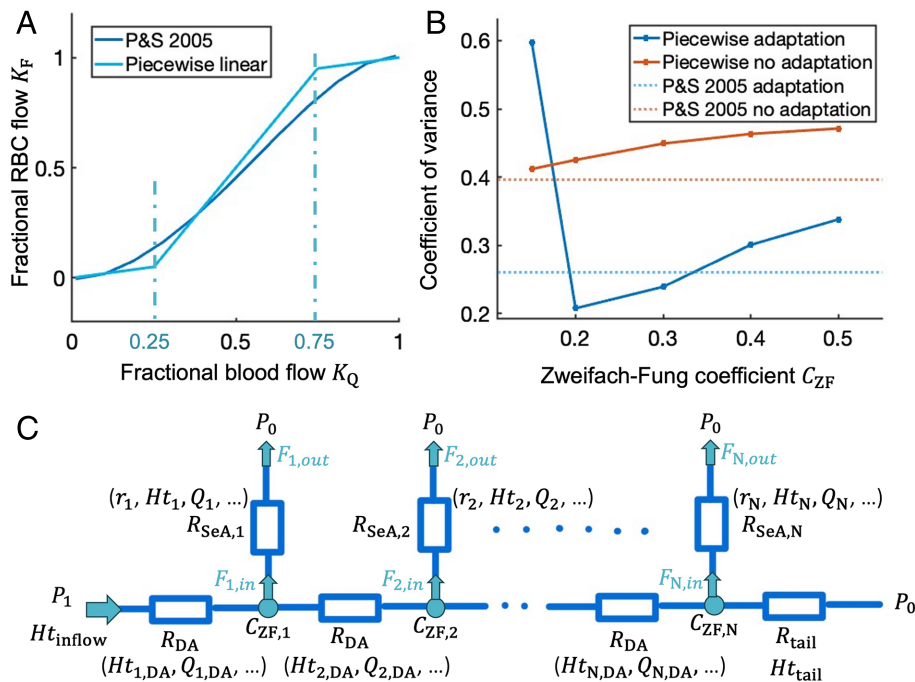 A
P&S 2005
Piecewise linear
1
0.5
0
0 0.25 0.5 0.75 1
Fractional RBC flow K_F
Fractional blood flow K_Q
B
Piecewise adaptation
Piecewise no adaptation
P&S 2005 adaptation
P&S 2005 no adaptation
0.6
0.5
0.4
0.3
0.2
0.2 0.3 0.4 0.5
Coefficient of variance
Zweifach-Fung coefficient C_ZF
C
P_0 P_0 P_0
F_1,out F_2,out F_N,out
(r_1, Ht_1, Q_1, ...) (r_2, Ht_2, Q_2, ...) (r_N, Ht_N, Q_N, ...)
R_SeA,1 R_SeA,2 R_SeA,N
F_1,in F_2,in F_N,in
P_1 P_0
Ht_inflow R_DA C_ZF,1 R_DA C_ZF,2 R_DA C_ZF,N R_tail
(Ht_1,DA, Q_1,DA, ...) (Ht_2,DA, Q_2,DA, ...) (Ht_N,DA, Q_N,DA, ...) Ht_tail